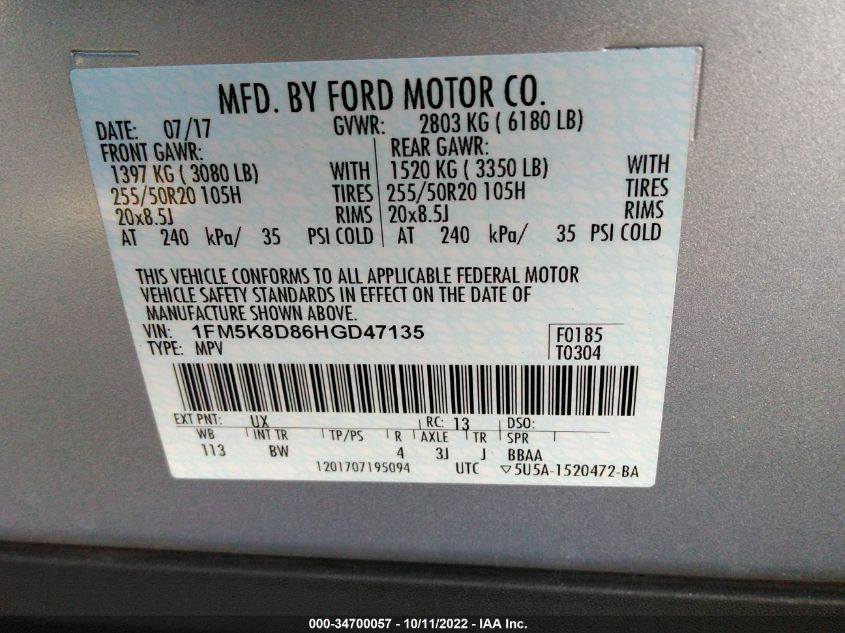 MFD. BY FORD MOTOR CO.
DATE: 07/17 GVWR: 2803 KG ( 6180 LB)
FRONT GAWR: REAR GAWR:
1397 KG ( 3080 LB) WITH 1520 KG ( 3350 LB) WITH
255/50R20 105H TIRES 255/50R20 105H TIRES
20x8.5J RIMS 20x8.5J RIMS
AT 240 kPa/ 35 PSI COLD AT 240 kPa/ 35 PSI COLD
THIS VEHICLE CONFORMS TO ALL APPLICABLE FEDERAL MOTOR
VEHICLE SAFETY STANDARDS IN EFFECT ON THE DATE OF
MANUFACTURE SHOWN ABOVE.
VIN: 1FM5K8D86HGD47135 F0185
TYPE: MPV T0304
EXT PNT: UX RC: 13 DSO:
WB INT TR TP/PS R AXLE TR SPR
113 BW 4 3J J BBAA
1201707195094 UTC ▽5U5A-1520472-BA
000-34700057 - 10/11/2022 - IAA Inc.